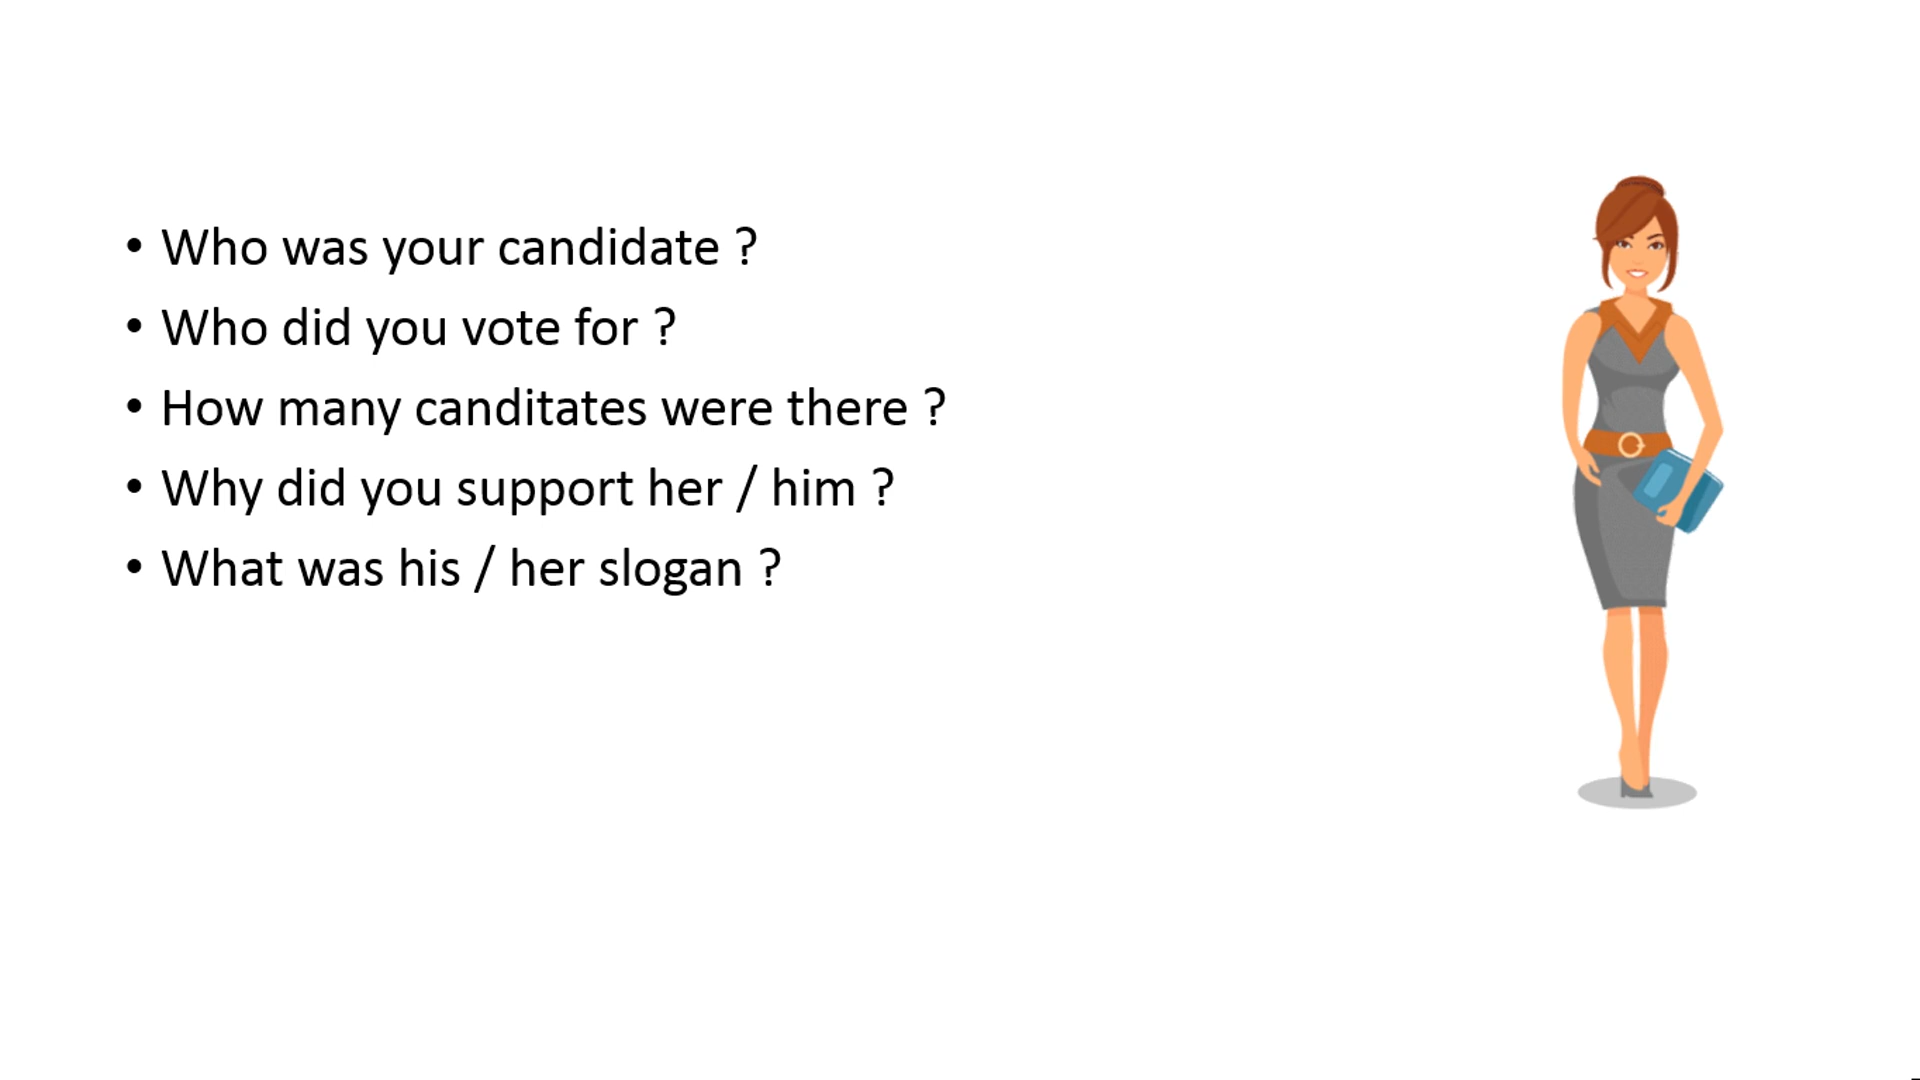 • Who was your candidate ?
• Who did you vote for ?
• How many canditates were there ?
• Why did you support her / him ?
• What was his / her slogan ?